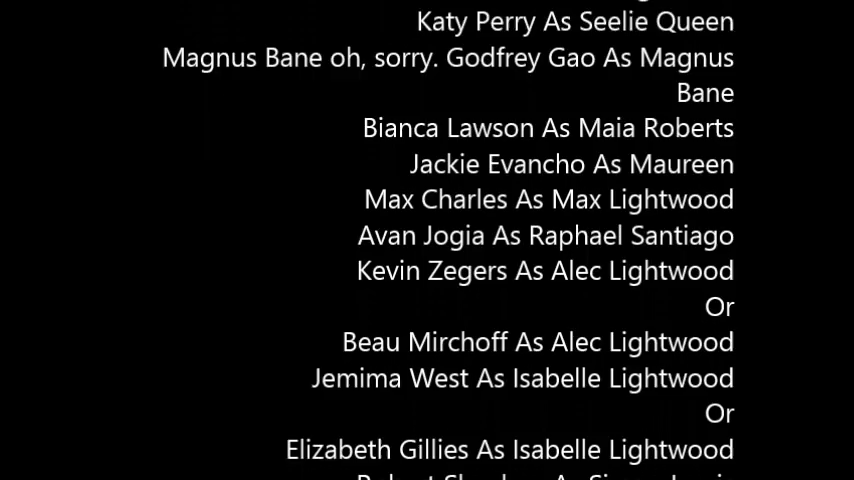 Katy Perry As Seelie Queen
Magnus Bane oh, sorry. Godfrey Gao As Magnus
Bane
Bianca Lawson As Maia Roberts
Jackie Evancho As Maureen
Max Charles As Max Lightwood
Avan Jogia As Raphael Santiago
Kevin Zegers As Alec Lightwood
Or
Beau Mirchoff As Alec Lightwood
Jemima West As Isabelle Lightwood
Or
Elizabeth Gillies As Isabelle Lightwood